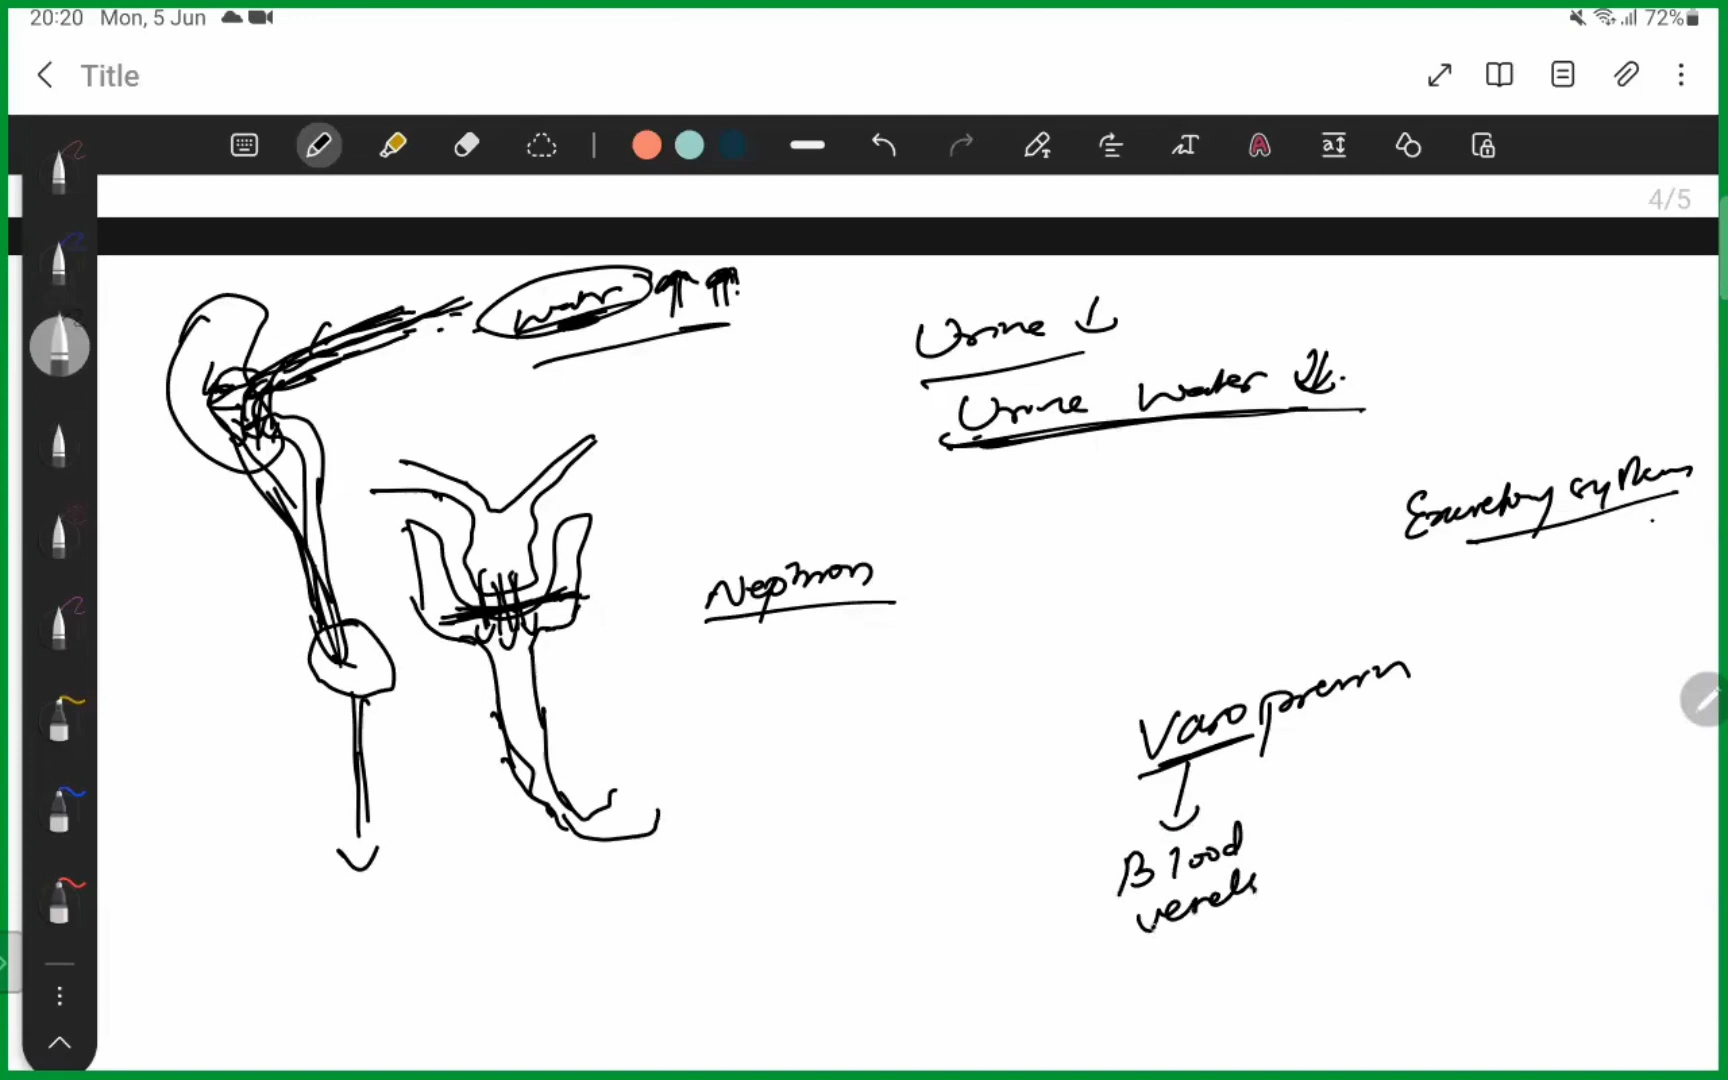 20:20 Mon, 5 Jun
72%
Title
4/5
water
Urine
Urine water
Excretory system
Nephron
Vasopressin
Blood
vessels